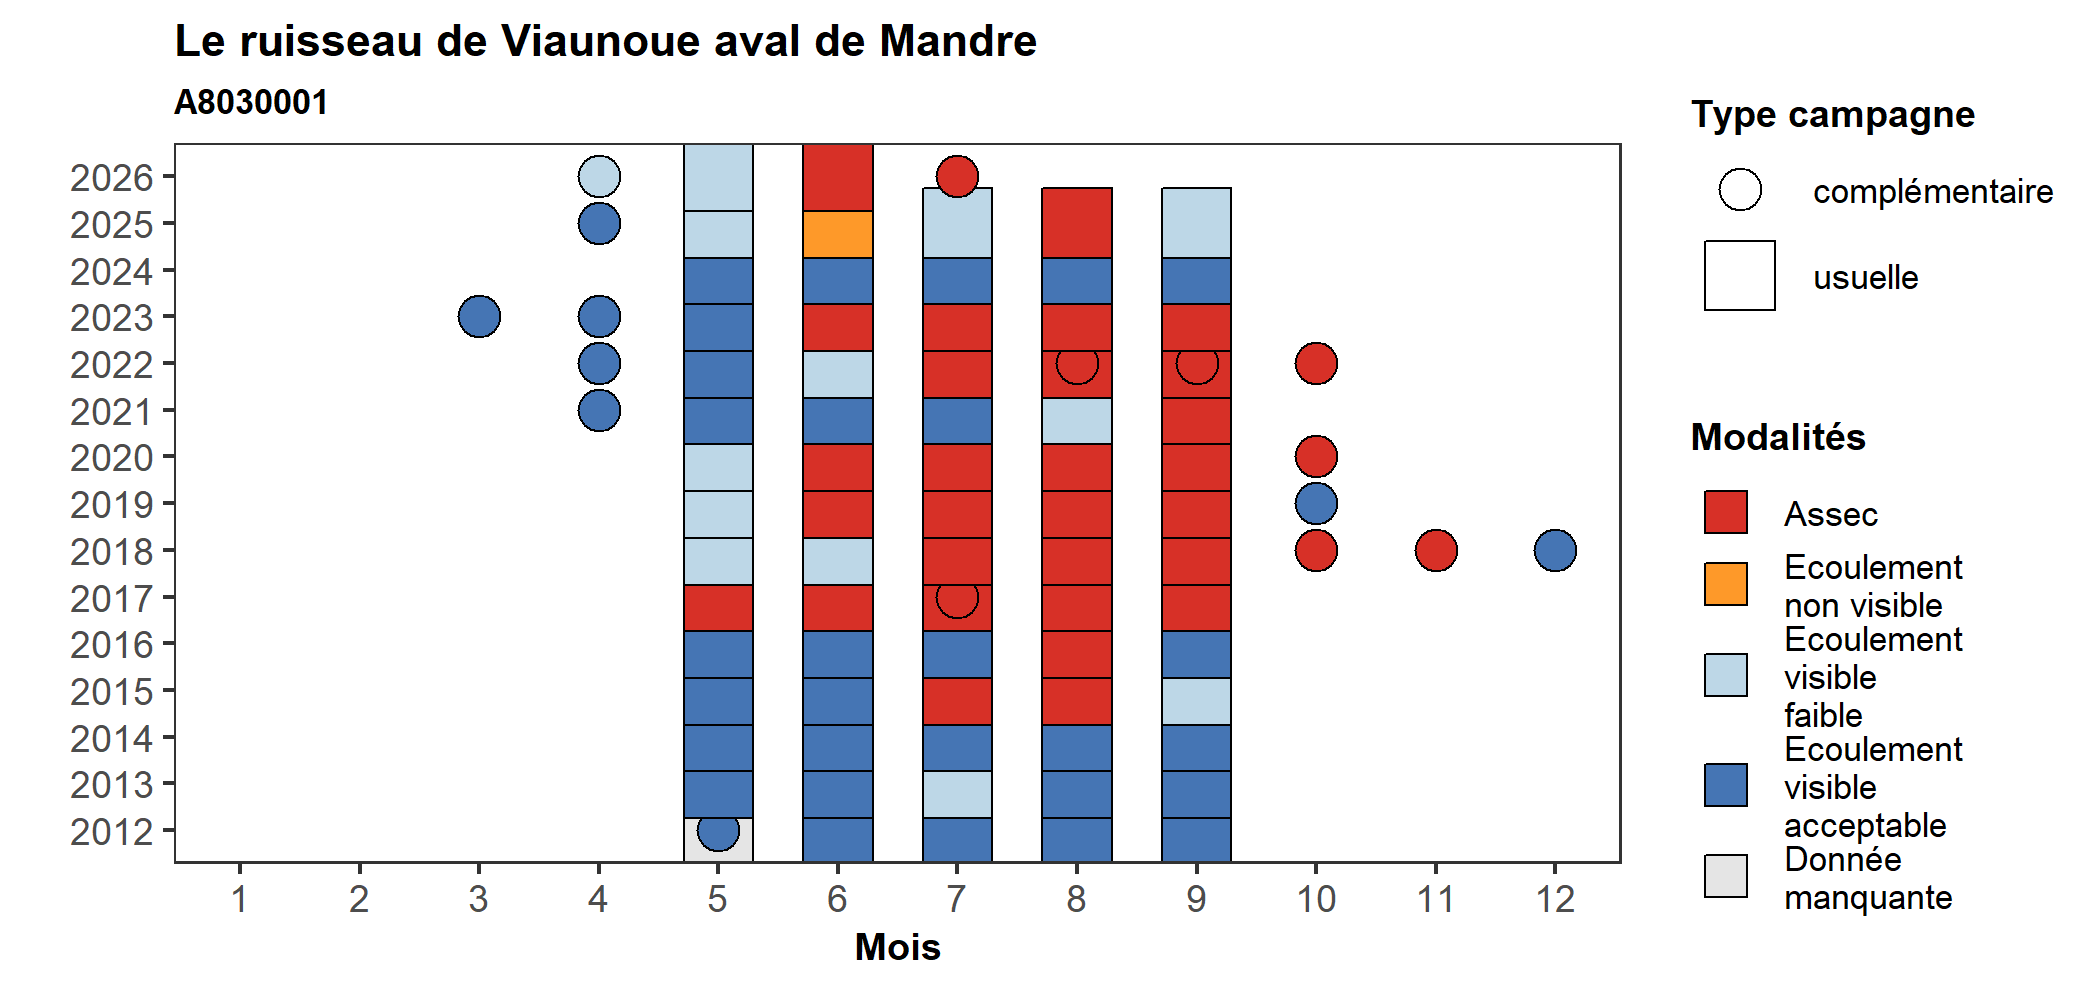 Le ruisseau de Viaunoue aval de Mandre
A8030001
2026
2025
2024
2023
2022
2021
2020
2019
2018
2017
2016
2015
2014
2013
2012
1 2 3 4 5 6 7 8 9 10 11 12
Mois
Type campagne
complémentaire
usuelle
Modalités
Assec
Ecoulement
non visible
Ecoulement
visible
faible
Ecoulement
visible
acceptable
Donnée
manquante